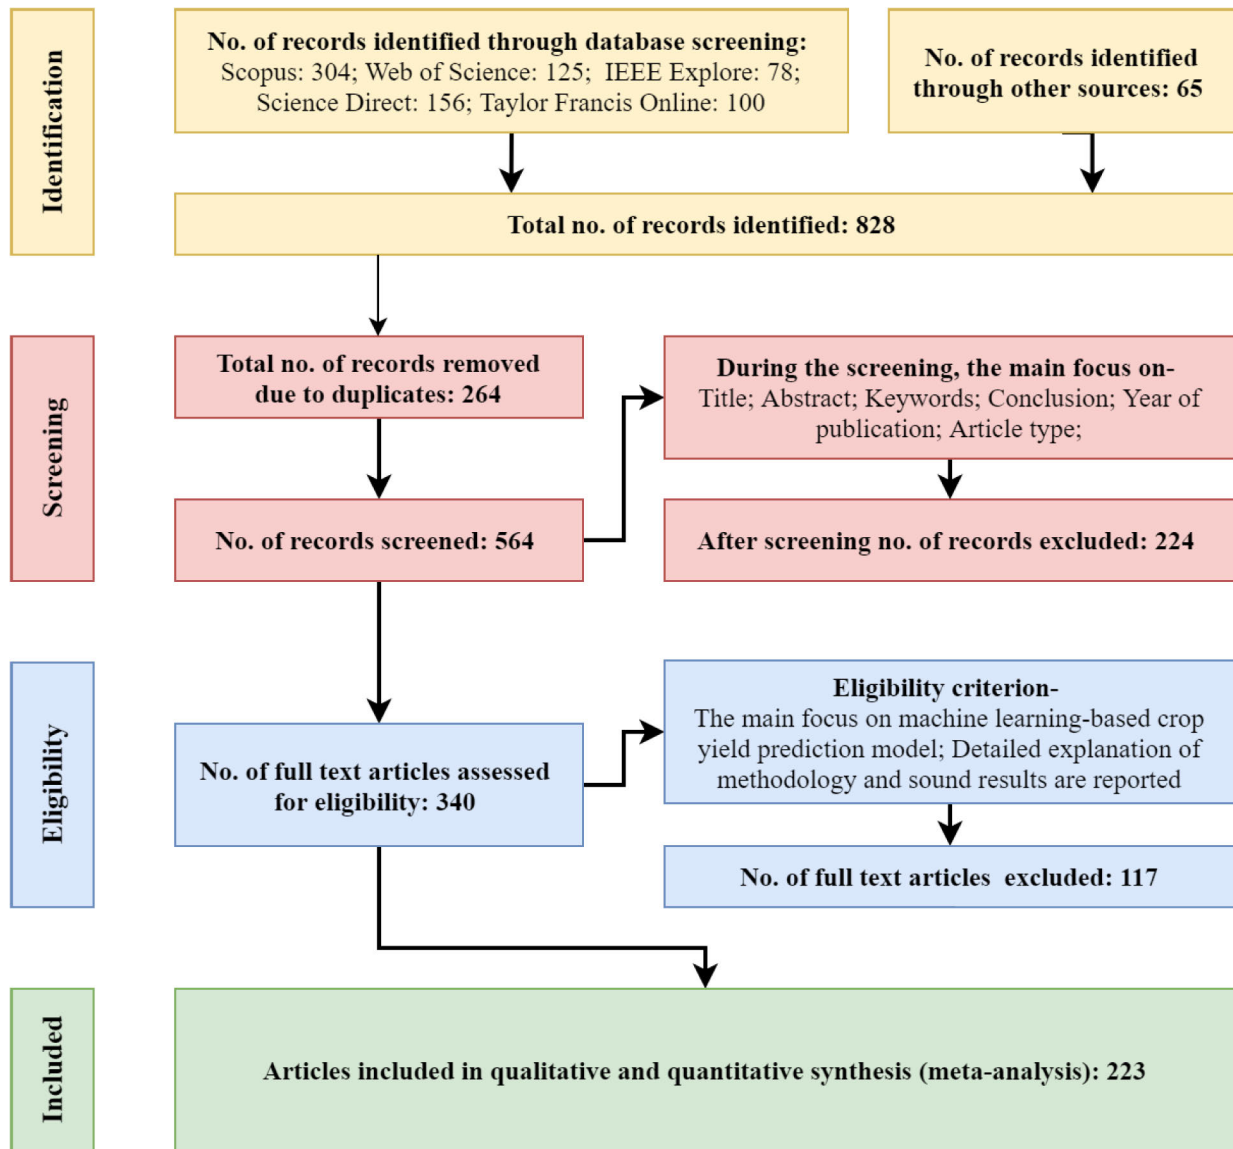 Identification
No. of records identified through database screening:
Scopus: 304; Web of Science: 125; IEEE Explore: 78;
Science Direct: 156; Taylor Francis Online: 100
No. of records identified
through other sources: 65
Total no. of records identified: 828
Screening
Total no. of records removed
due to duplicates: 264
During the screening, the main focus on-
Title; Abstract; Keywords; Conclusion; Year of
publication; Article type;
No. of records screened: 564
After screening no. of records excluded: 224
Eligibility
No. of full text articles assessed
for eligibility: 340
Eligibility criterion-
The main focus on machine learning-based crop
yield prediction model; Detailed explanation of
methodology and sound results are reported
No. of full text articles excluded: 117
Included
Articles included in qualitative and quantitative synthesis (meta-analysis): 223